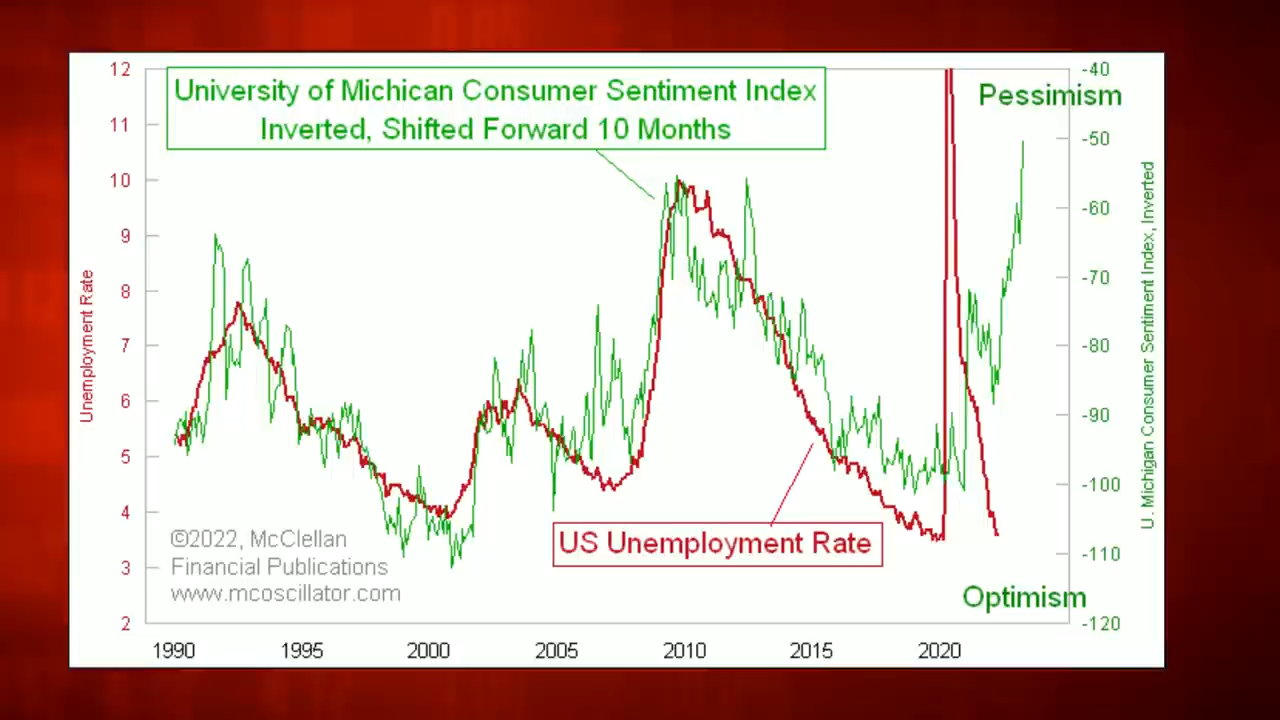 University of Michican Consumer Sentiment Index
Inverted, Shifted Forward 10 Months
Pessimism
Optimism
US Unemployment Rate
©2022, McClellan
Financial Publications
www.mcoscillator.com
Unemployment Rate
12
11
10
9
8
7
6
5
4
3
2
-40
-50
-60
-70
-80
-90
-100
-110
-120
U. Michigan Consumer Sentiment Index, Inverted
1990 1995 2000 2005 2010 2015 2020